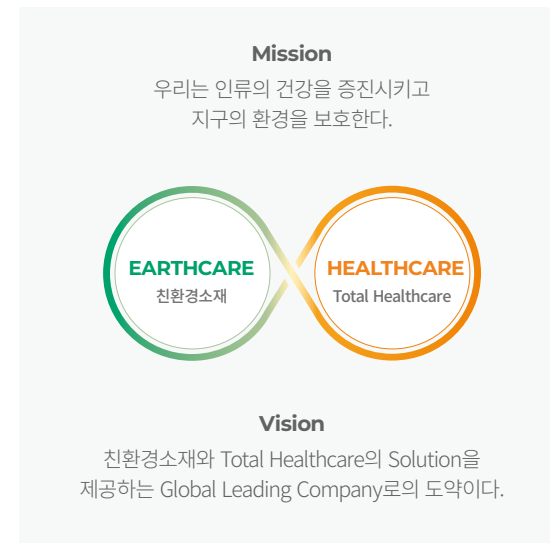 Mission
우리는 인류의 건강을 증진시키고
지구의 환경을 보호한다.
EARTHCARE
친환경소재
HEALTHCARE
Total Healthcare
Vision
친환경소재와 Total Healthcare의 Solution을
제공하는 Global Leading Company로의 도약이다.